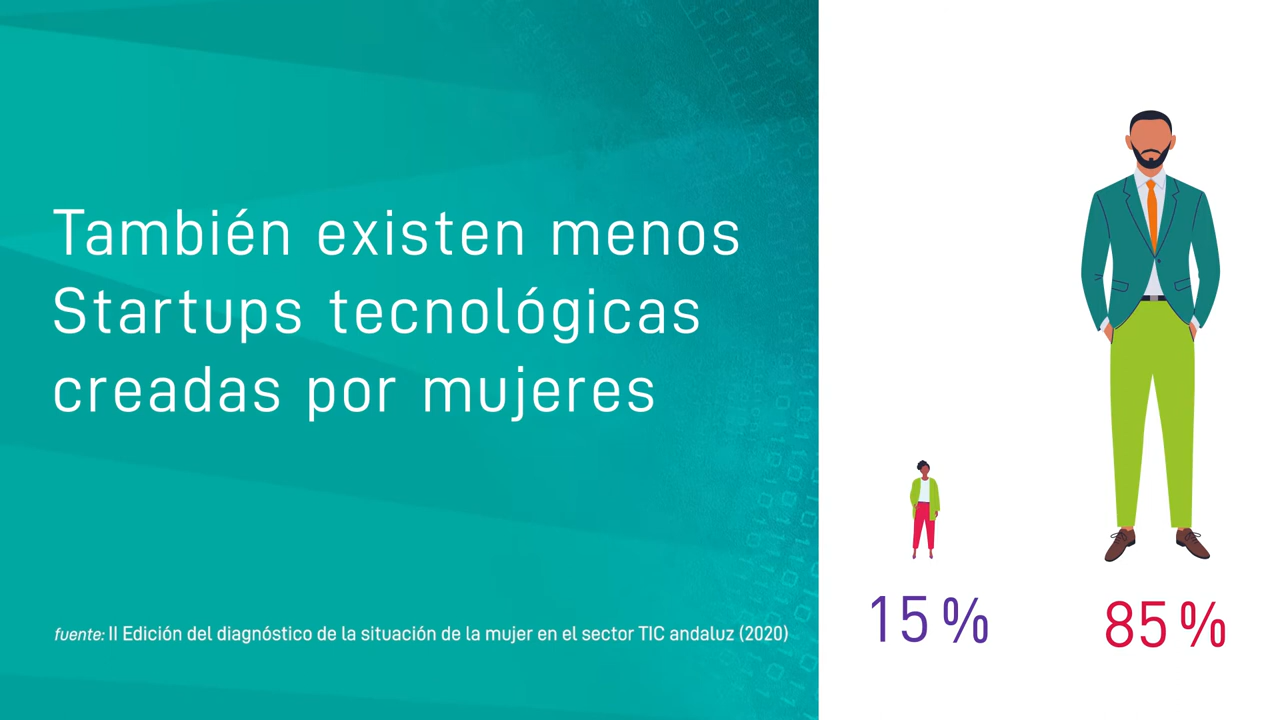 También existen menos
Startups tecnológicas
creadas por mujeres
fuente: II Edición del diagnóstico de la situación de la mujer en el sector TIC andaluz (2020)
15 %
85 %